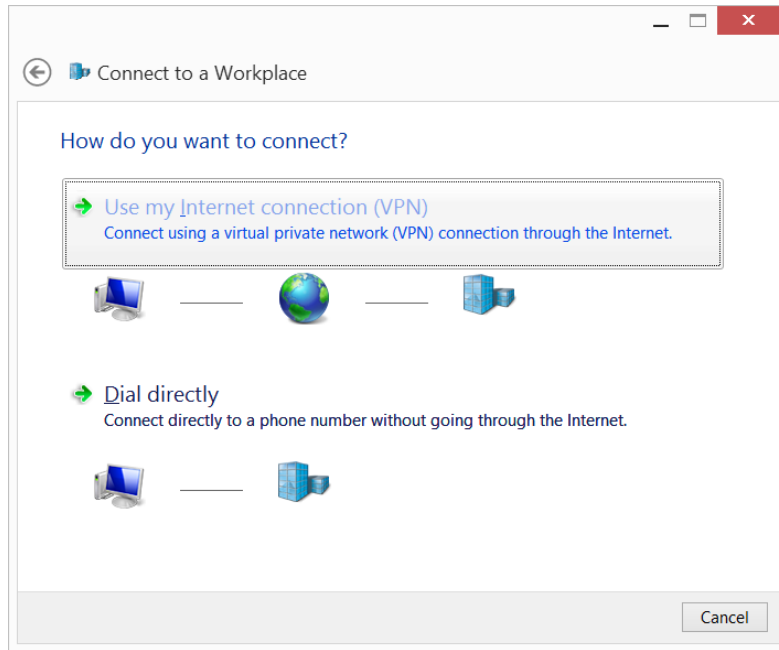 Connect to a Workplace
How do you want to connect?
Use my Internet connection (VPN)
Connect using a virtual private network (VPN) connection through the Internet.
Dial directly
Connect directly to a phone number without going through the Internet.
Cancel